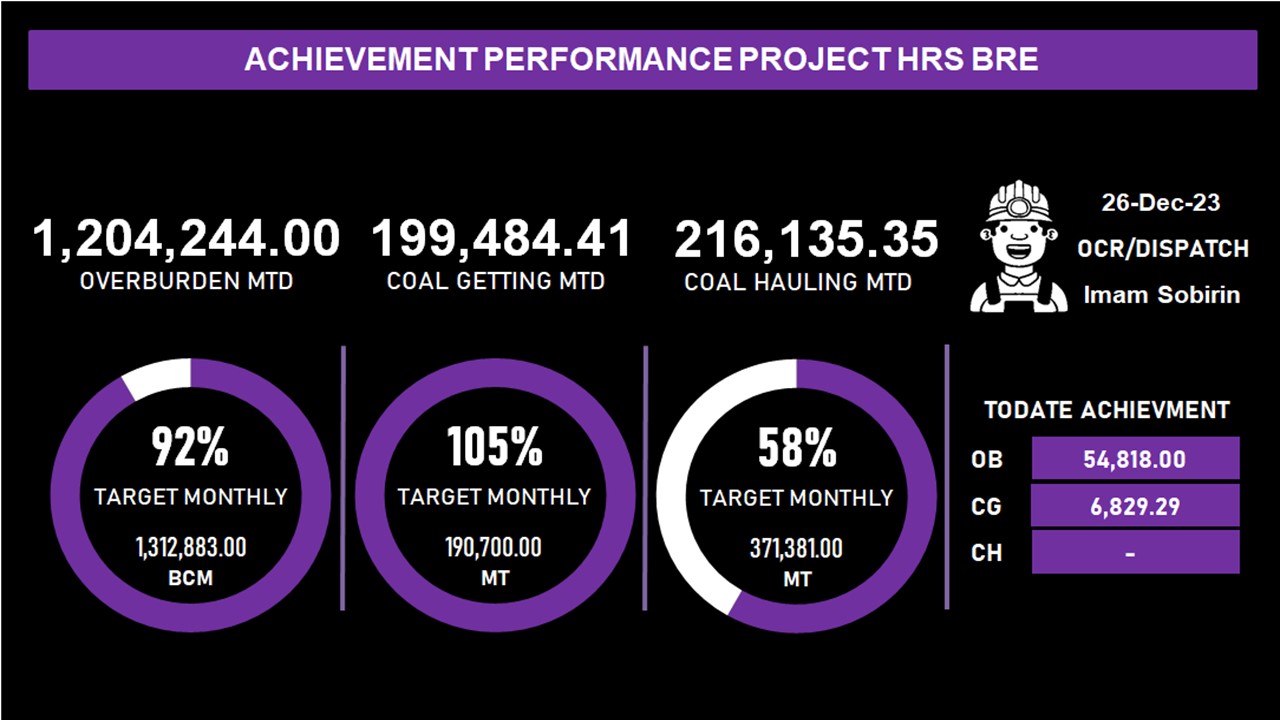 ACHIEVEMENT PERFORMANCE PROJECT HRS BRE
1,204,244.00
OVERBURDEN MTD
199,484.41
COAL GETTING MTD
216,135.35
COAL HAULING MTD
26-Dec-23
OCR/DISPATCH
Imam Sobirin
92%
TARGET MONTHLY
1,312,883.00
BCM
105%
TARGET MONTHLY
190,700.00
MT
58%
TARGET MONTHLY
371,381.00
MT
TODATE ACHIEVMENT
OB 54,818.00
CG 6,829.29
CH -